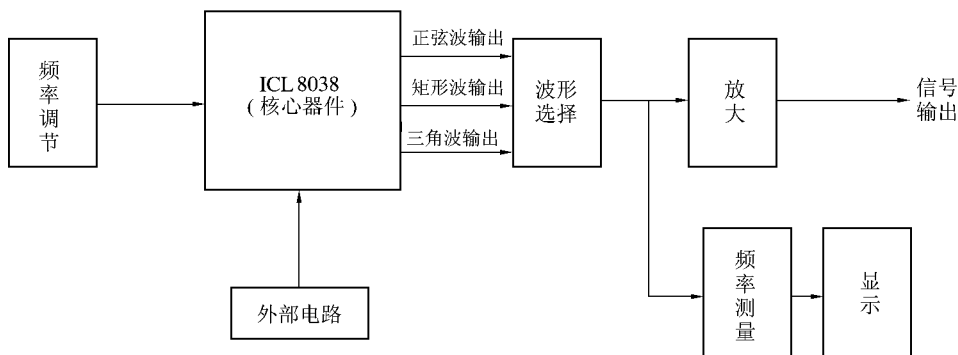 频率调节
ICL8038
(核心器件)
正弦波输出
矩形波输出
三角波输出
波形
选择
放大
信号
输出
外部电路
频率测量
显示